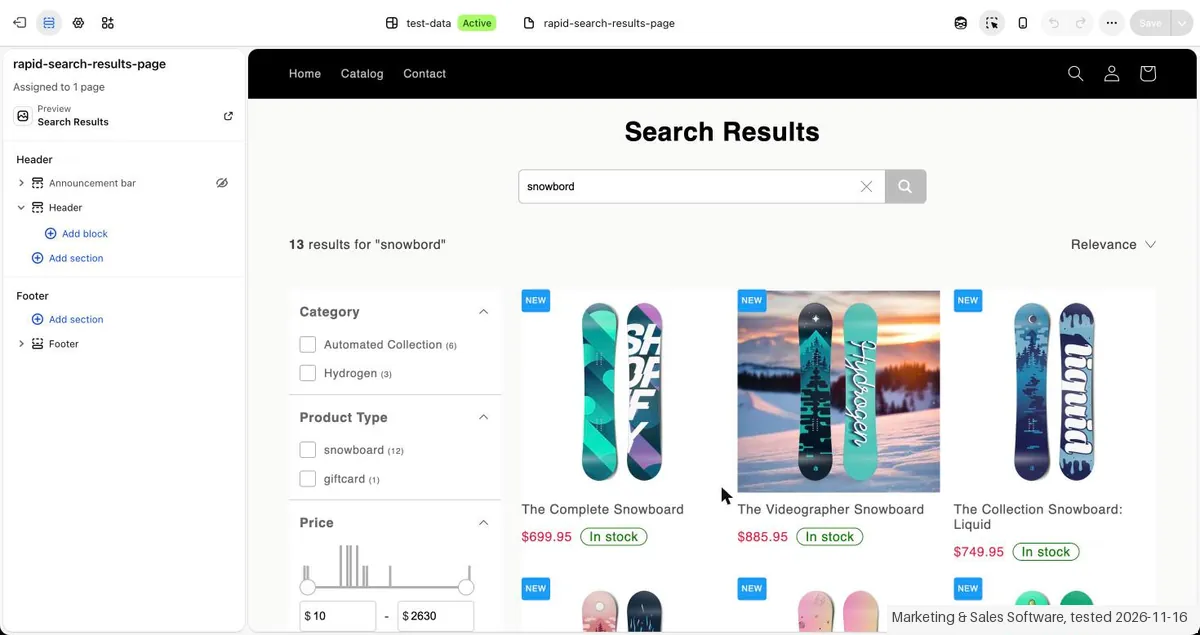 test-data Active rapid-search-results-page Save
rapid-search-results-page
Assigned to 1 page
Preview
Search Results
Header
Announcement bar
Header
Add block
Add section
Footer
Add section
Footer
Home Catalog Contact
Search Results
snowbord
13 results for "snowbord"
Relevance
Category
Automated Collection (6)
Hydrogen (3)
Product Type
snowboard (12)
giftcard (1)
Price
$ 10 - $ 2630
NEW
SH
OF
F
Y
The Complete Snowboard
$699.95 In stock
NEW
Hydrogen
The Videographer Snowboard
$885.95 In stock
NEW
liquid
The Collection Snowboard:
Liquid
$749.95 In stock
NEW
NEW
NEW
Marketing & Sales Software, tested 2026-11-16